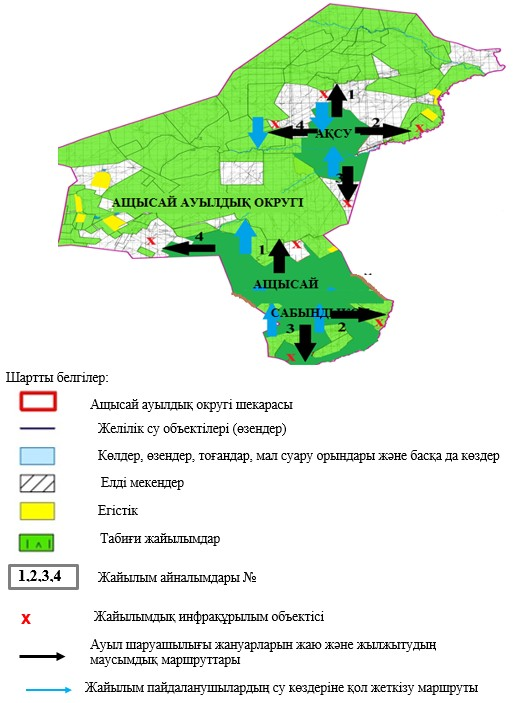 1
2
4
АҚСУ
3
АЩЫСАЙ АУЫЛДЫҚ ОКРУГІ
4
1
АЩЫСАЙ
3
2
Шартты белгілер:
Ащысай ауылдық округі шекарасы
Желілік су объектілері (өзендер)
Көлдер, өзендер, тоғандар, мал суару орындары және басқа да көздер
Елді мекендер
Егістік
Табиғи жайылымдар
1,2,3,4 Жайылым айналымдары №
х Жайылымдық инфрақұрылым объектісі
Ауыл шаруашылығы жануарларын жаю және жылжытудың
маусымдық маршруттары
Жайылым пайдаланушылардың су көздеріне қол жеткізу маршруты